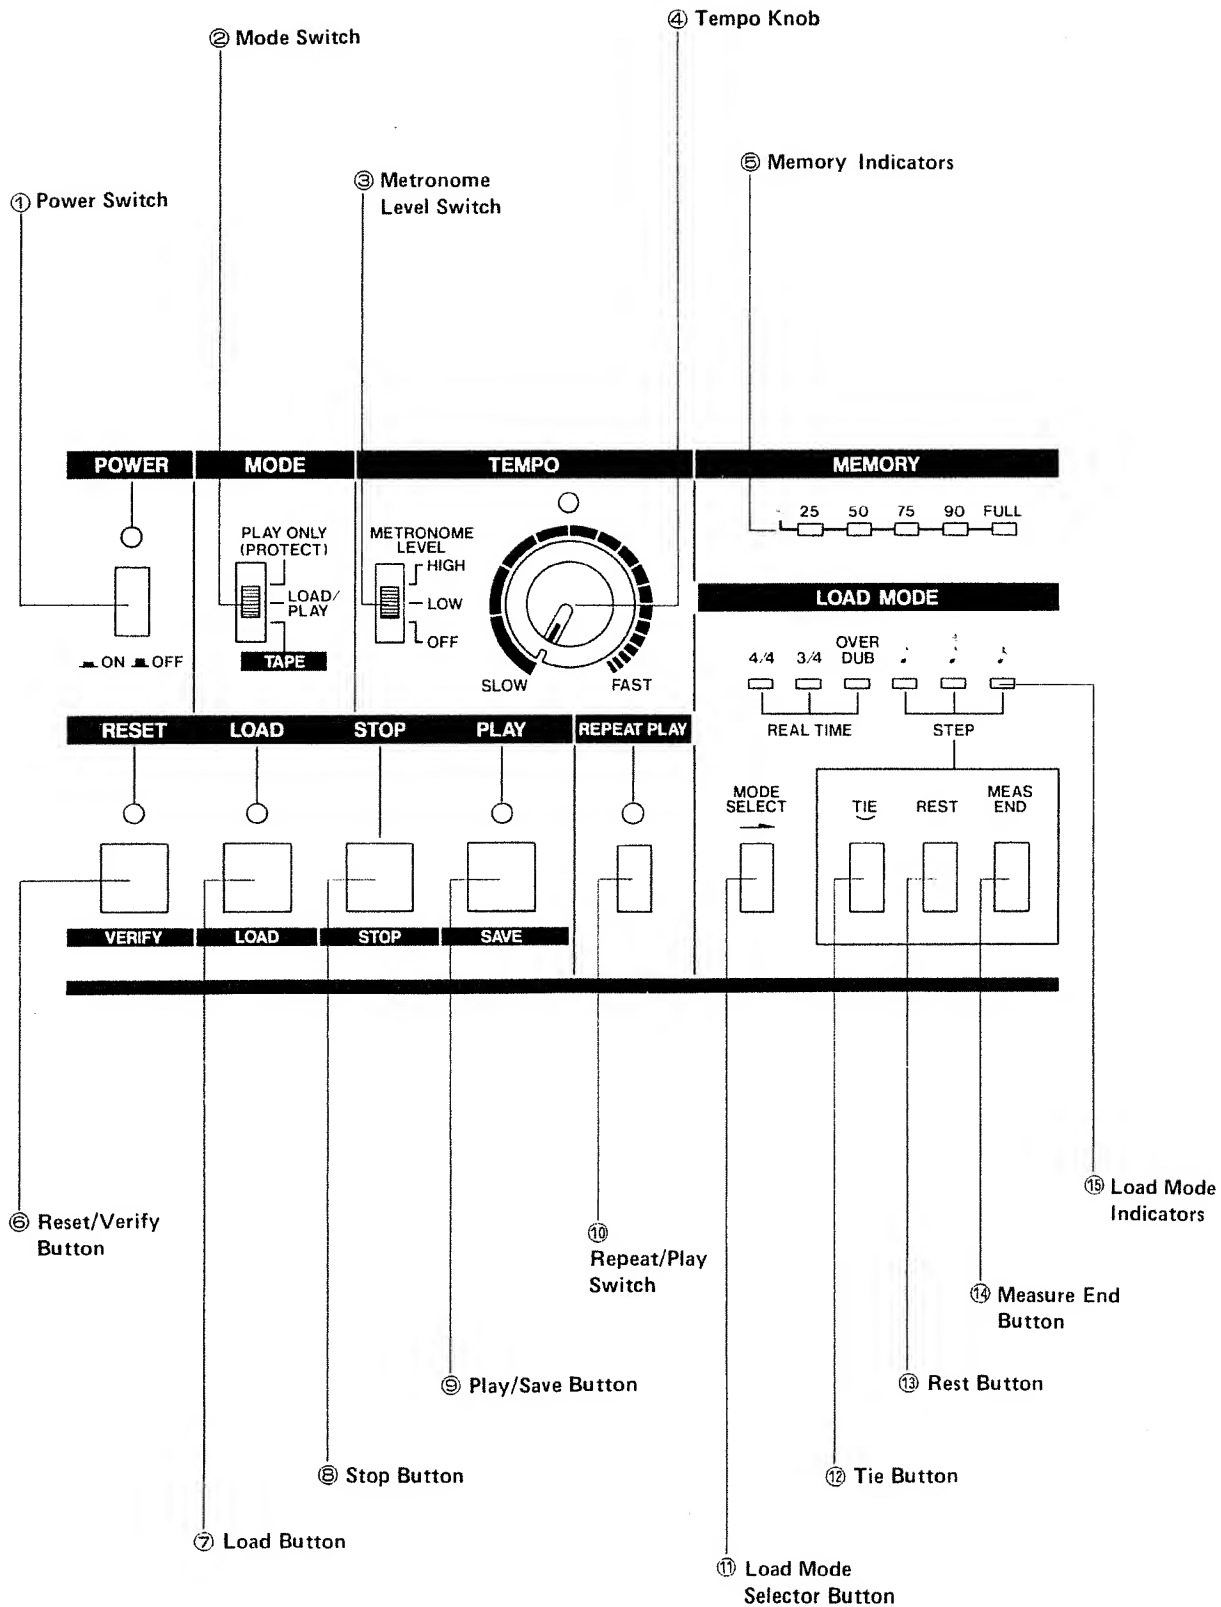 ④ Tempo Knob
② Mode Switch
⑤ Memory Indicators
③ Metronome
Level Switch
① Power Switch
POWER MODE TEMPO MEMORY
25 50 75 90 FULL
PLAY ONLY
(PROTECT)
LOAD/
PLAY
TAPE
METRONOME
LEVEL
HIGH
LOW
OFF
ON OFF
SLOW FAST
LOAD MODE
4/4 3/4 OVER
DUB
REAL TIME STEP
RESET LOAD STOP PLAY REPEAT PLAY
MODE
SELECT
TIE REST MEAS
END
VERIFY LOAD STOP SAVE
⑮ Load Mode
Indicators
⑥ Reset/Verify
Button
⑩
Repeat/Play
Switch
⑭ Measure End
Button
⑨ Play/Save Button
⑬ Rest Button
⑧ Stop Button
⑫ Tie Button
⑦ Load Button
⑪ Load Mode
Selector Button